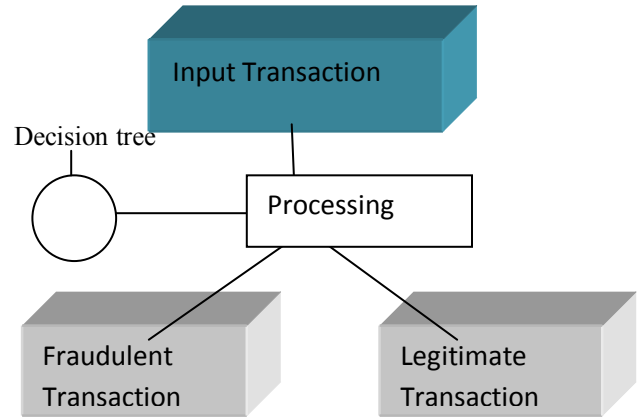 Input Transaction
Decision tree
Processing
Fraudulent
Transaction
Legitimate
Transaction